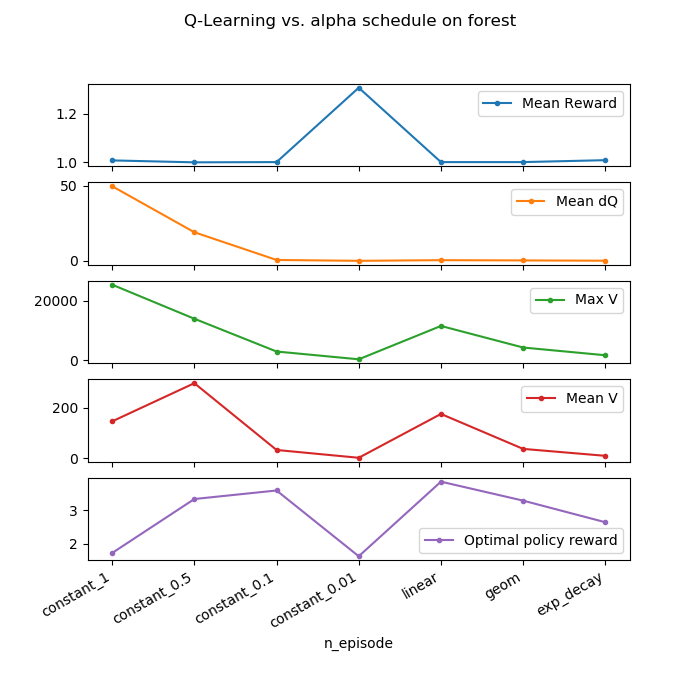 Q-Learning vs. alpha schedule on forest
1.2
1.0
Mean Reward
50
0
Mean dQ
20000
0
Max V
200
0
Mean V
3
2
Optimal policy reward
constant_1
constant_0.5
constant_0.1
constant_0.01
linear
geom
exp_decay
n_episode